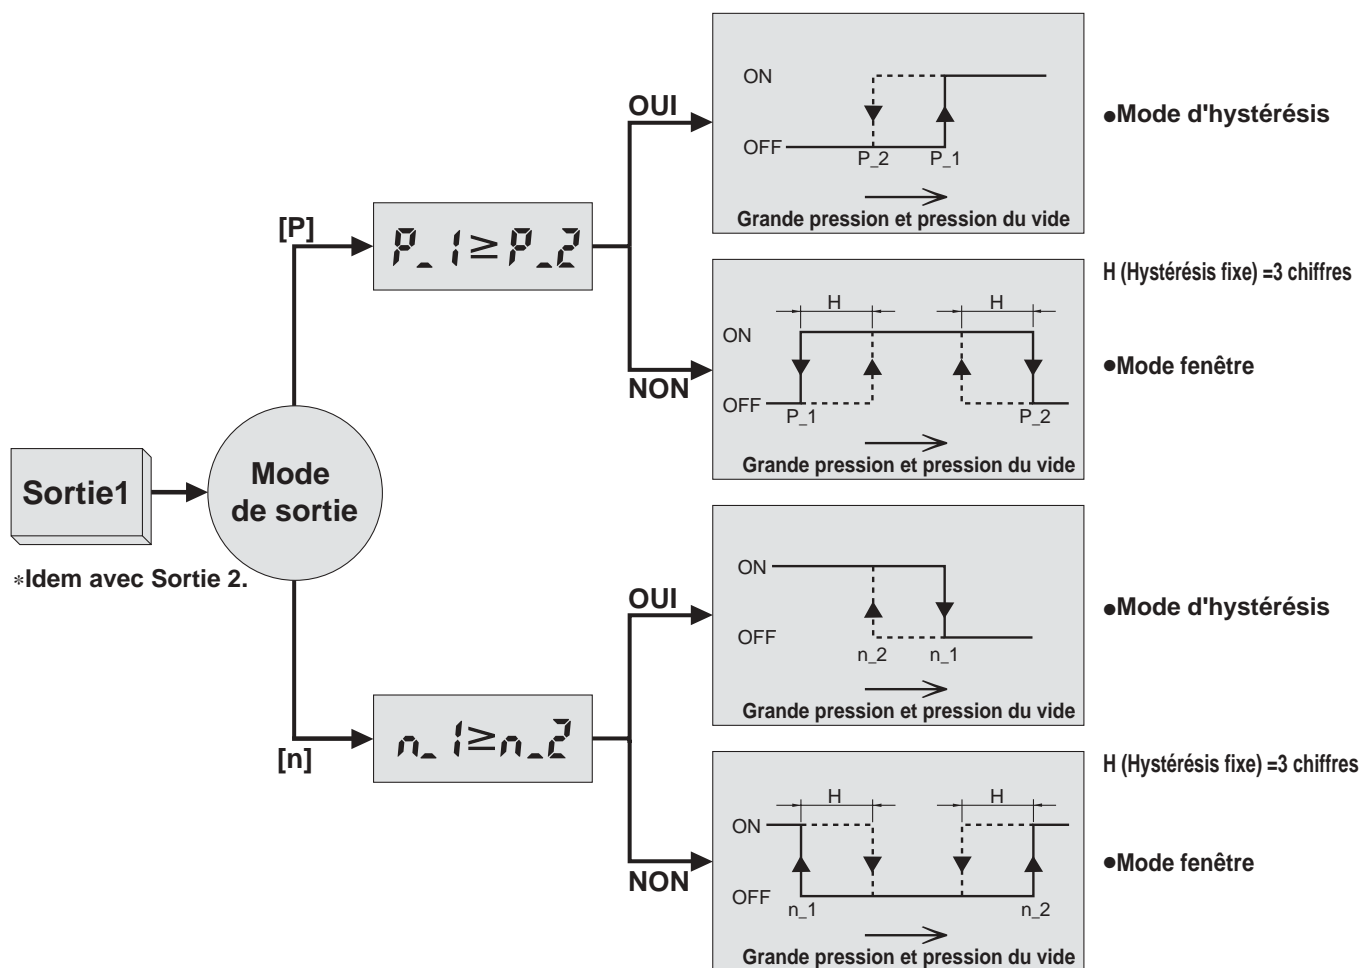 Sortie1
∗Idem avec Sortie 2.
Mode
de sortie
[P]
P_1≥P_2
OUI
ON
OFF
P_2 P_1
Grande pression et pression du vide
●Mode d'hystérésis
NON
H (Hystérésis fixe) =3 chiffres
H H
ON
OFF
P_1 P_2
Grande pression et pression du vide
●Mode fenêtre
[n]
n_1≥n_2
OUI
ON
OFF
n_2 n_1
Grande pression et pression du vide
●Mode d'hystérésis
NON
H (Hystérésis fixe) =3 chiffres
H H
ON
OFF
n_1 n_2
Grande pression et pression du vide
●Mode fenêtre